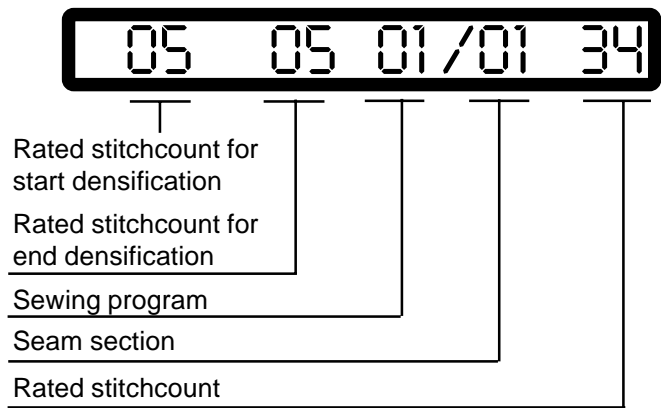 05 05 01/01 34
Rated stitchcount for
start densification
Rated stitchcount for
end densification
Sewing program
Seam section
Rated stitchcount